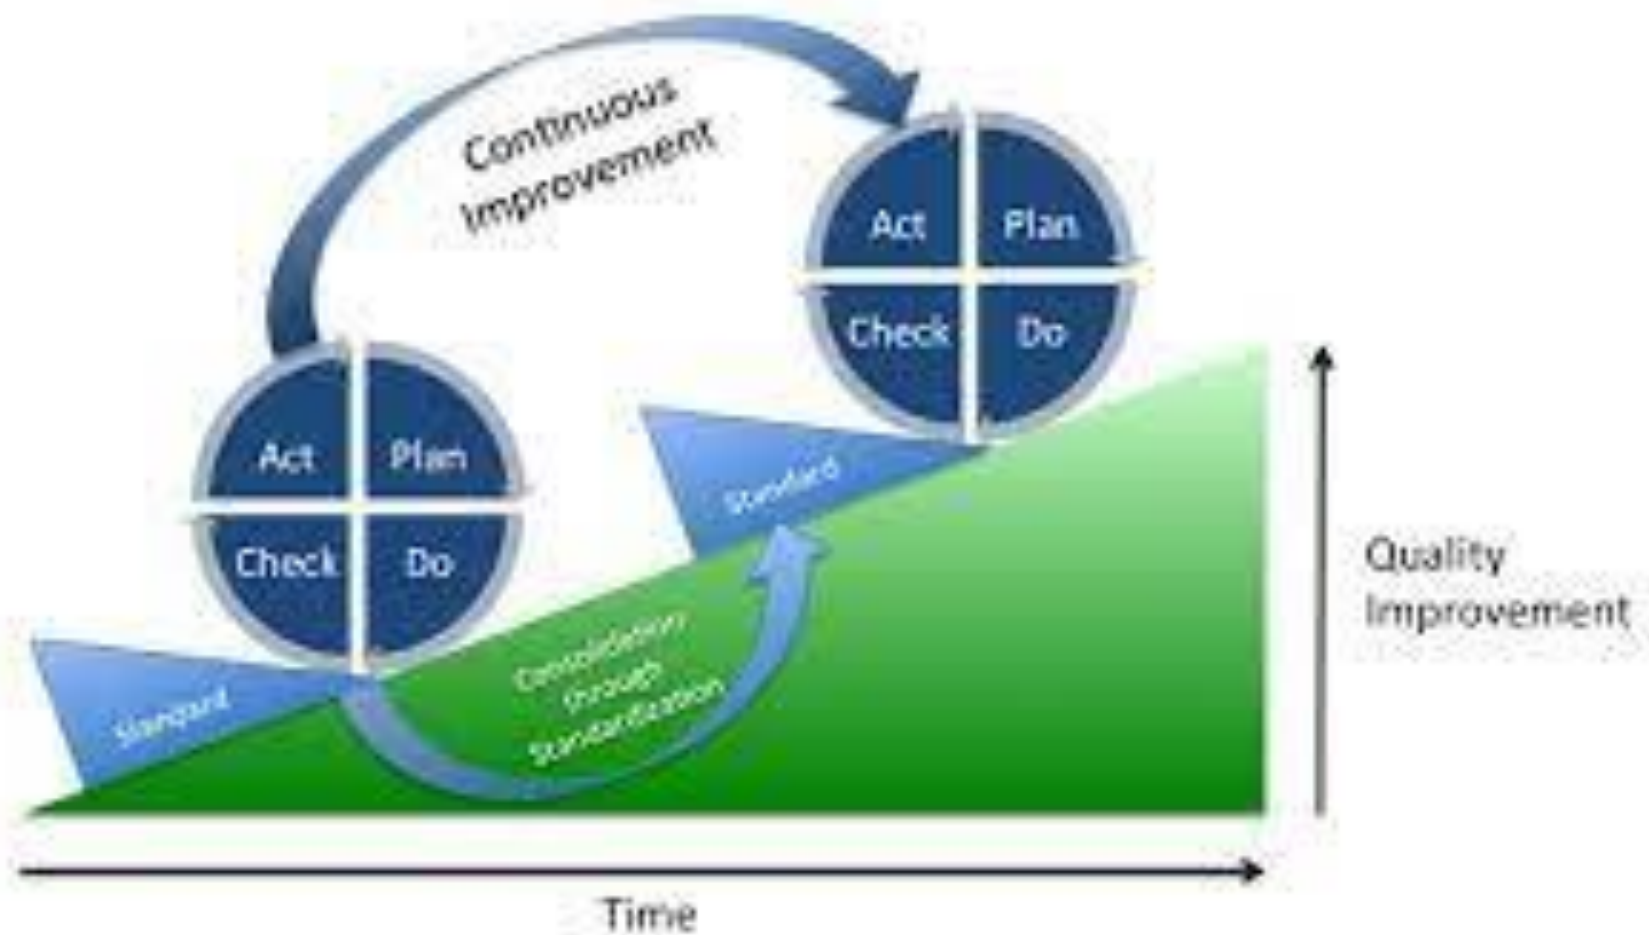 Continuous
Improvement
Act
Plan
Check
Do
Act
Plan
Check
Do
Standard
Standard
Consolidation
through
Standardization
Quality
Improvement
Time